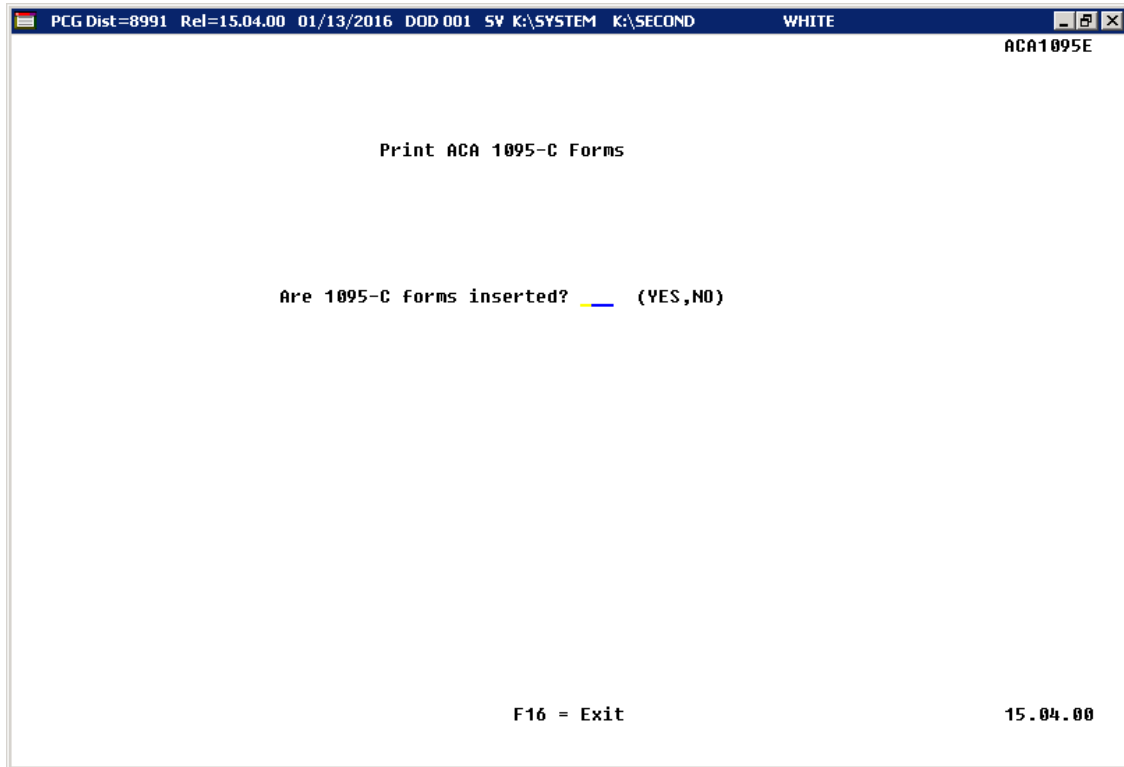 PCG Dist=8991 Rel=15.04.00 01/13/2016 DOD 001 SV K:\SYSTEM K:\SECOND WHITE
ACA1095E
Print ACA 1095-C Forms
Are 1095-C forms inserted? ___ (YES,NO)
F16 = Exit 15.04.00